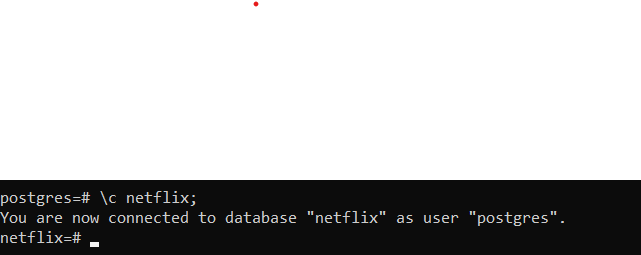 postgres=# \c netflix;
You are now connected to database "netflix" as user "postgres".
netflix=#